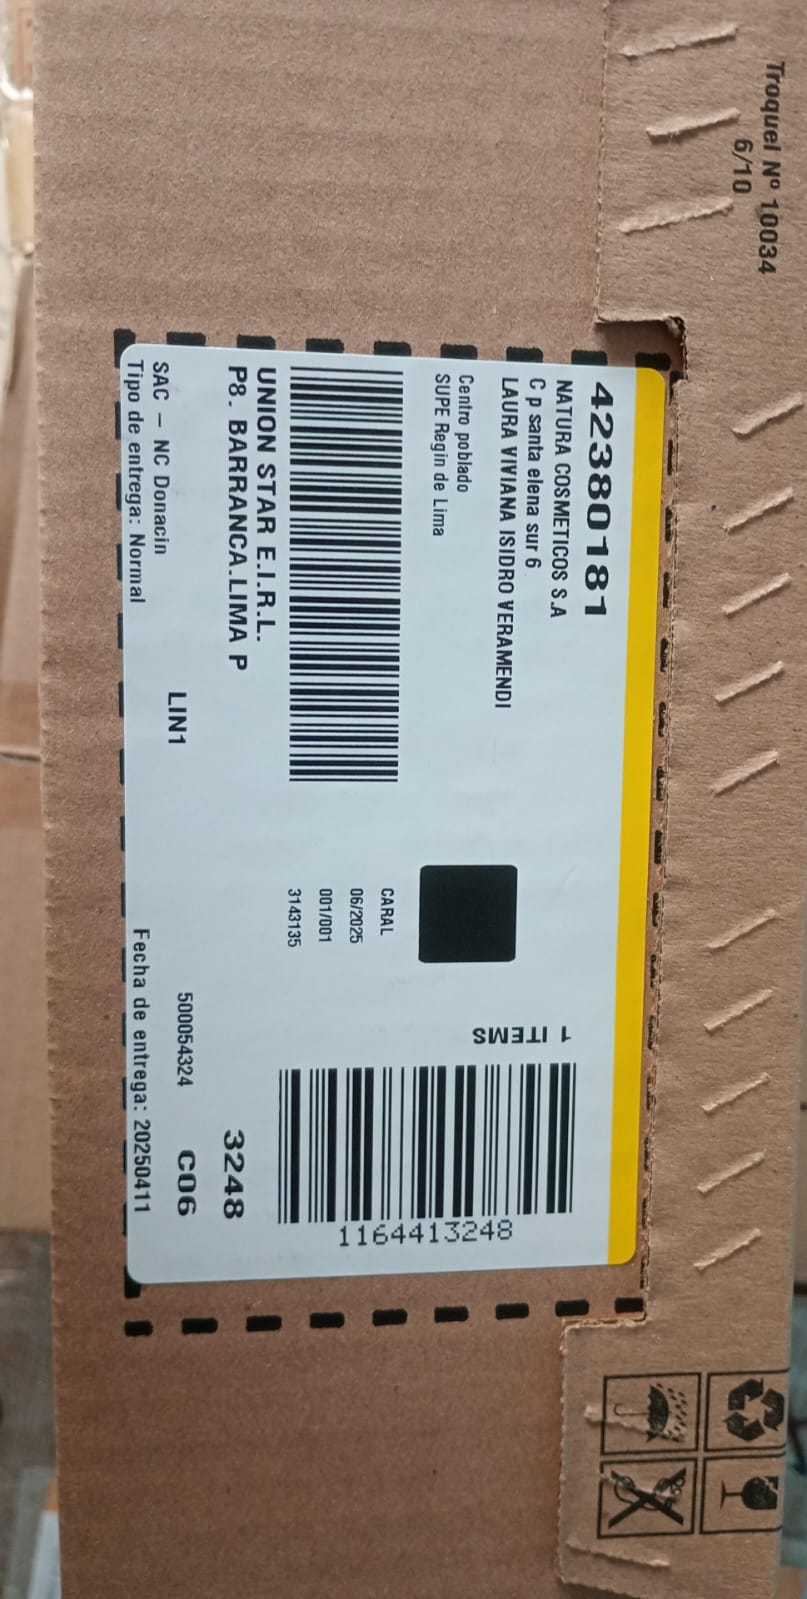 Troquel Nº 10034
6/10
42380181
NATURA COSMETICOS S.A
C p santa elena sur 6
LAURA VIVIANA ISIDRO VERAMENDI
Centro poblado
SUPE Regin de Lima
CARAL
06/2025
001/001
3143135
1 ITEMS
1164413248
UNION STAR E.I.R.L.
P8. BARRANCA.LIMA P
3248
LIN1
500054324
C06
SAC - NC Donacin
Tipo de entrega: Normal
Fecha de entrega: 20250411